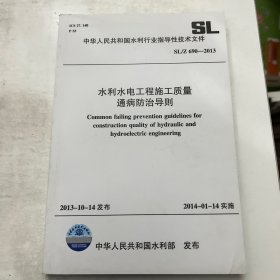 ICS 27.140
P 59
SL
中华人民共和国水利行业指导性技术文件
SL/Z 690—2013
水利水电工程施工质量
通病防治导则
Common failing prevention guidelines for
construction quality of hydraulic and
hydroelectric engineering
2013-10-14 发布
2014-01-14 实施
中华人民共和国水利部 发布